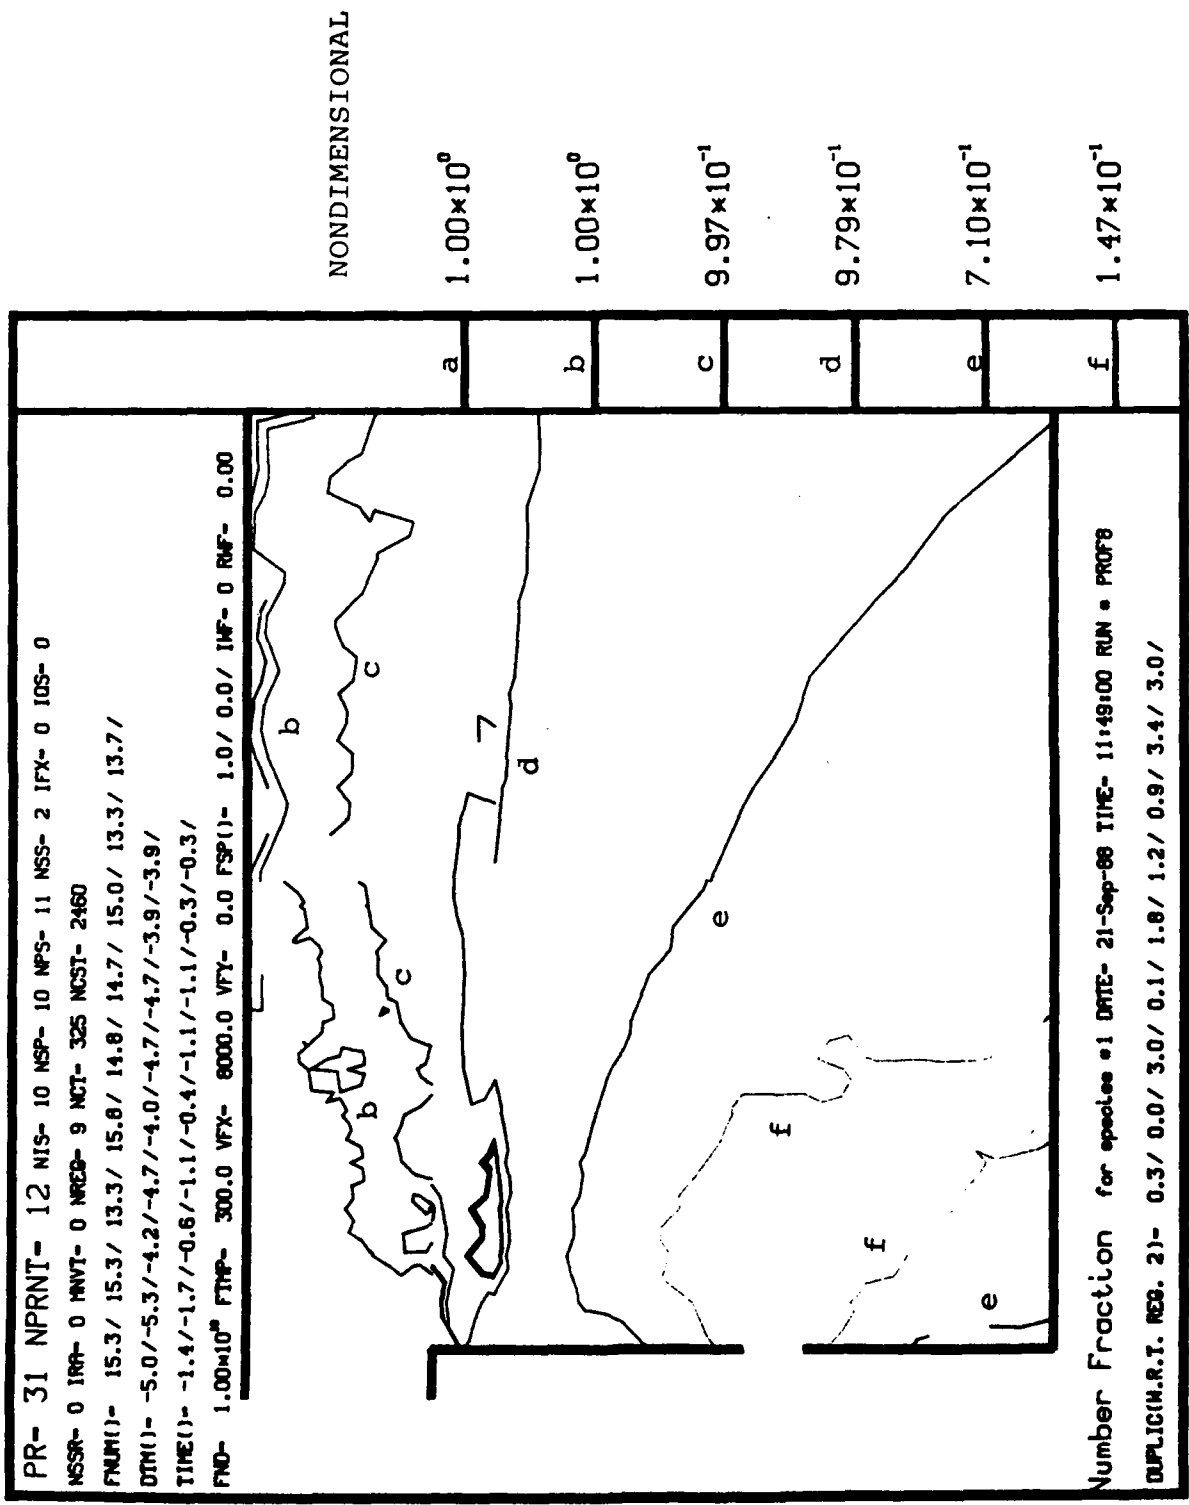 PR- 31 NPRNT- 12 NIS- 10 NSP- 10 NPS- 11 NSS- 2 IFX- 0 IOS- 0
NSSR- 0 IRA- 0 MNVT- 0 NREG- 9 NCT- 325 NCST- 2460
FNUM()- 15.3/ 15.3/ 13.3/ 15.8/ 14.8/ 14.7/ 15.0/ 13.3/ 13.7/
DTM()- -5.0/-5.3/-4.2/-4.7/-4.0/-4.7/-4.7/-3.9/-3.9/
TIME()- -1.4/-1.7/-0.6/-1.1/-0.4/-1.1/-1.1/-0.3/-0.3/
FND- 1.00×10 FTMP- 300.0 VFX- 8000.0 VFY- 0.0 FSP()- 1.0/ 0.0/ IWF- 0 RWF- 0.00
b
c
b
c
d
e
f
f
e
Number Fraction for species #1 DATE- 21-Sep-88 TIME- 11:49:00 RUN # PROF8
DUPLIC(W.R.T. REG. 2)- 0.3/ 0.0/ 3.0/ 0.1/ 1.8/ 1.2/ 0.9/ 3.4/ 3.0/
NONDIMENSIONAL
a 1.00×10⁰
b 1.00×10⁰
c 9.97×10⁻¹
d 9.79×10⁻¹
e 7.10×10⁻¹
f 1.47×10⁻¹